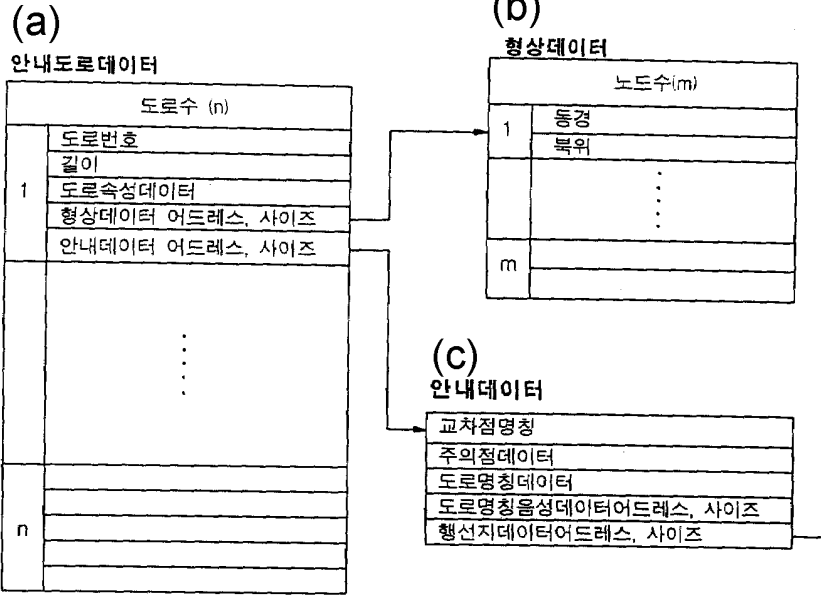 (a)
안내도로데이터
도로수 (n)
1
도로번호
길이
도로속성데이터
형상데이터 어드레스, 사이즈
안내데이터 어드레스, 사이즈
n
(b)
형상데이터
노드수(m)
1
동경
북위
m
(c)
안내데이터
교차점명칭
주의점데이터
도로명칭데이터
도로명칭음성데이터어드레스, 사이즈
행선지데이터어드레스, 사이즈